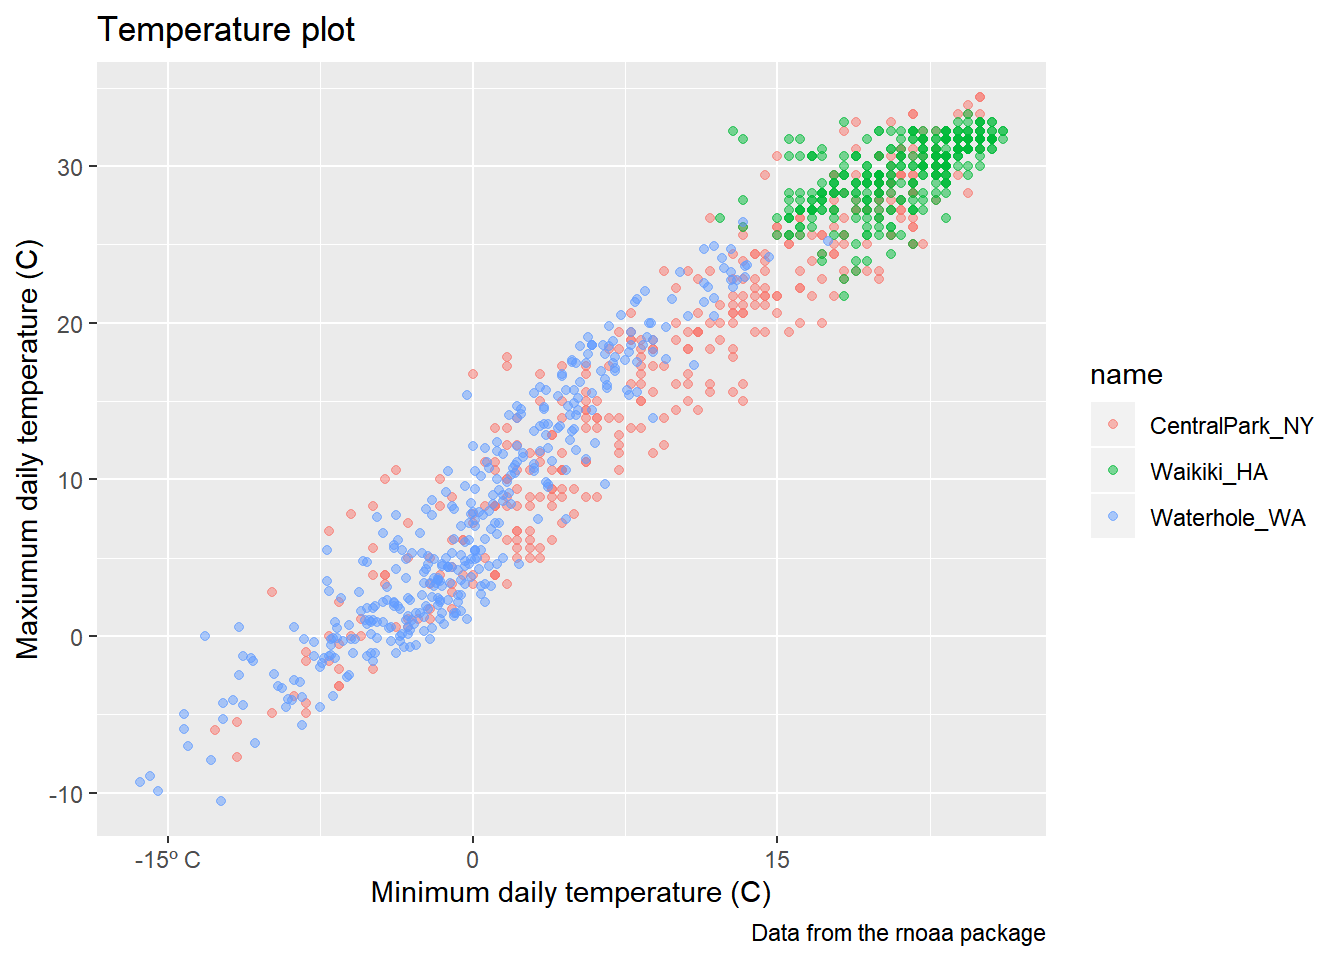 Temperature plot
Maxiumum daily temperature (C)
30
20
10
0
-10
-15º C
0
15
Minimum daily temperature (C)
name
CentralPark_NY
Waikiki_HA
Waterhole_WA
Data from the rnoaa package